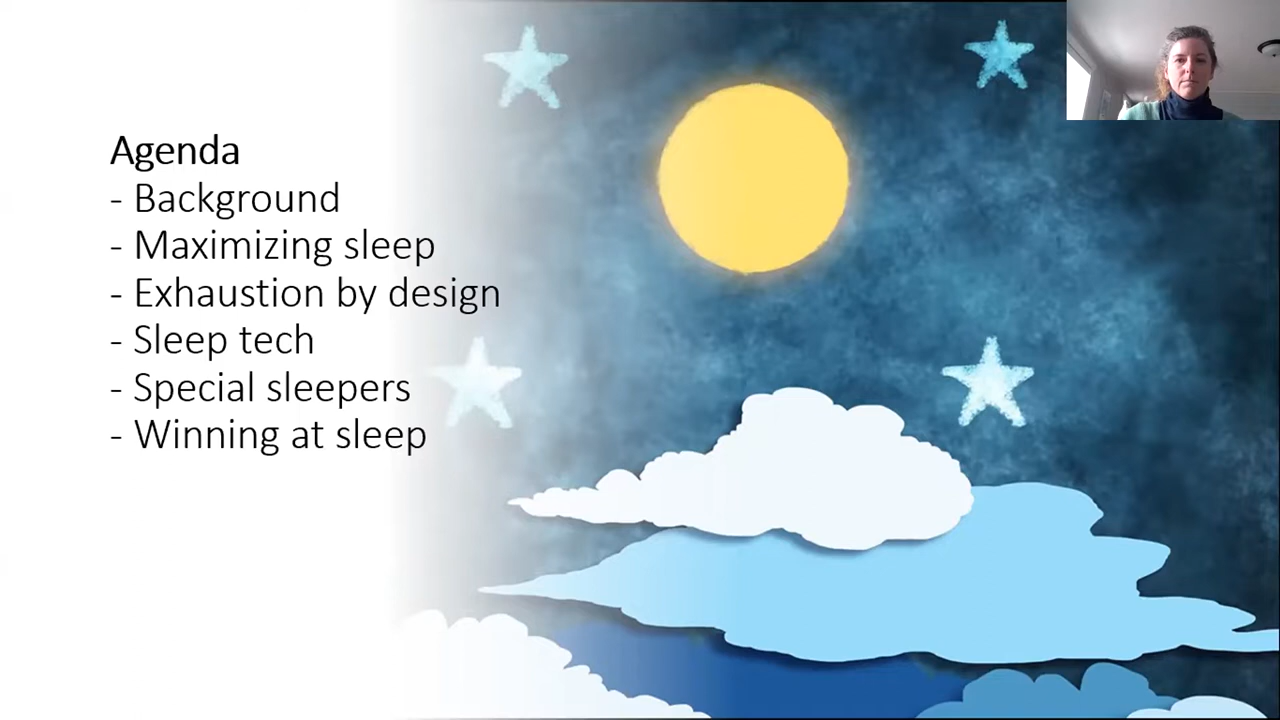 Agenda
- Background
- Maximizing sleep
- Exhaustion by design
- Sleep tech
- Special sleepers
- Winning at sleep